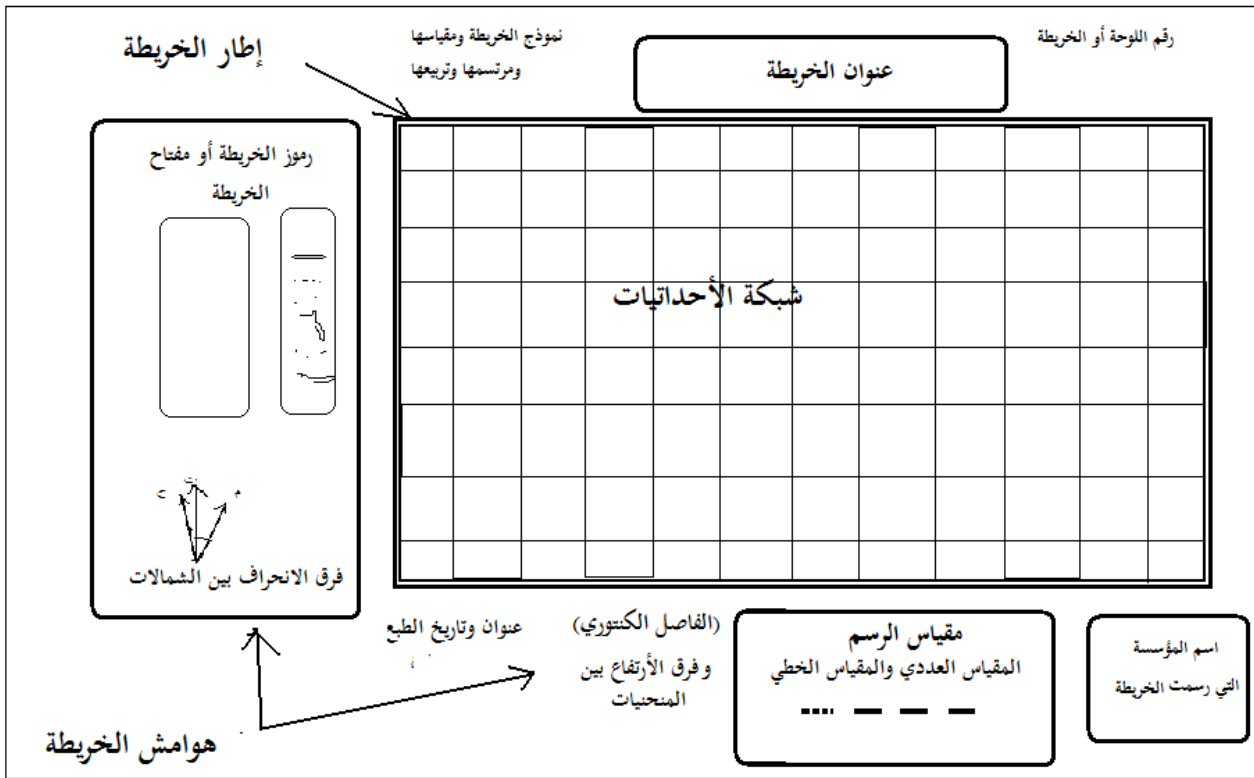 رقم اللوحة أو الخريطة
عنوان الخريطة
نموذج الخريطة ومقياسها
ومرتسمها وتربيعها
إطار الخريطة
شبكة الأحداتيات
رموز الخريطة أو مفتاح
الخريطة
م
فرق الانحراف بين الشمالات
اسم المؤسسة
التي رسمت الخريطة
مقياس الرسم
المقياس العددي والمقياس الخطي
(الفاصل الكنتوري)
وفرق الأرتفاع بين
المنحنيات
عنوان وتاريخ الطبع
هوامش الخريطة